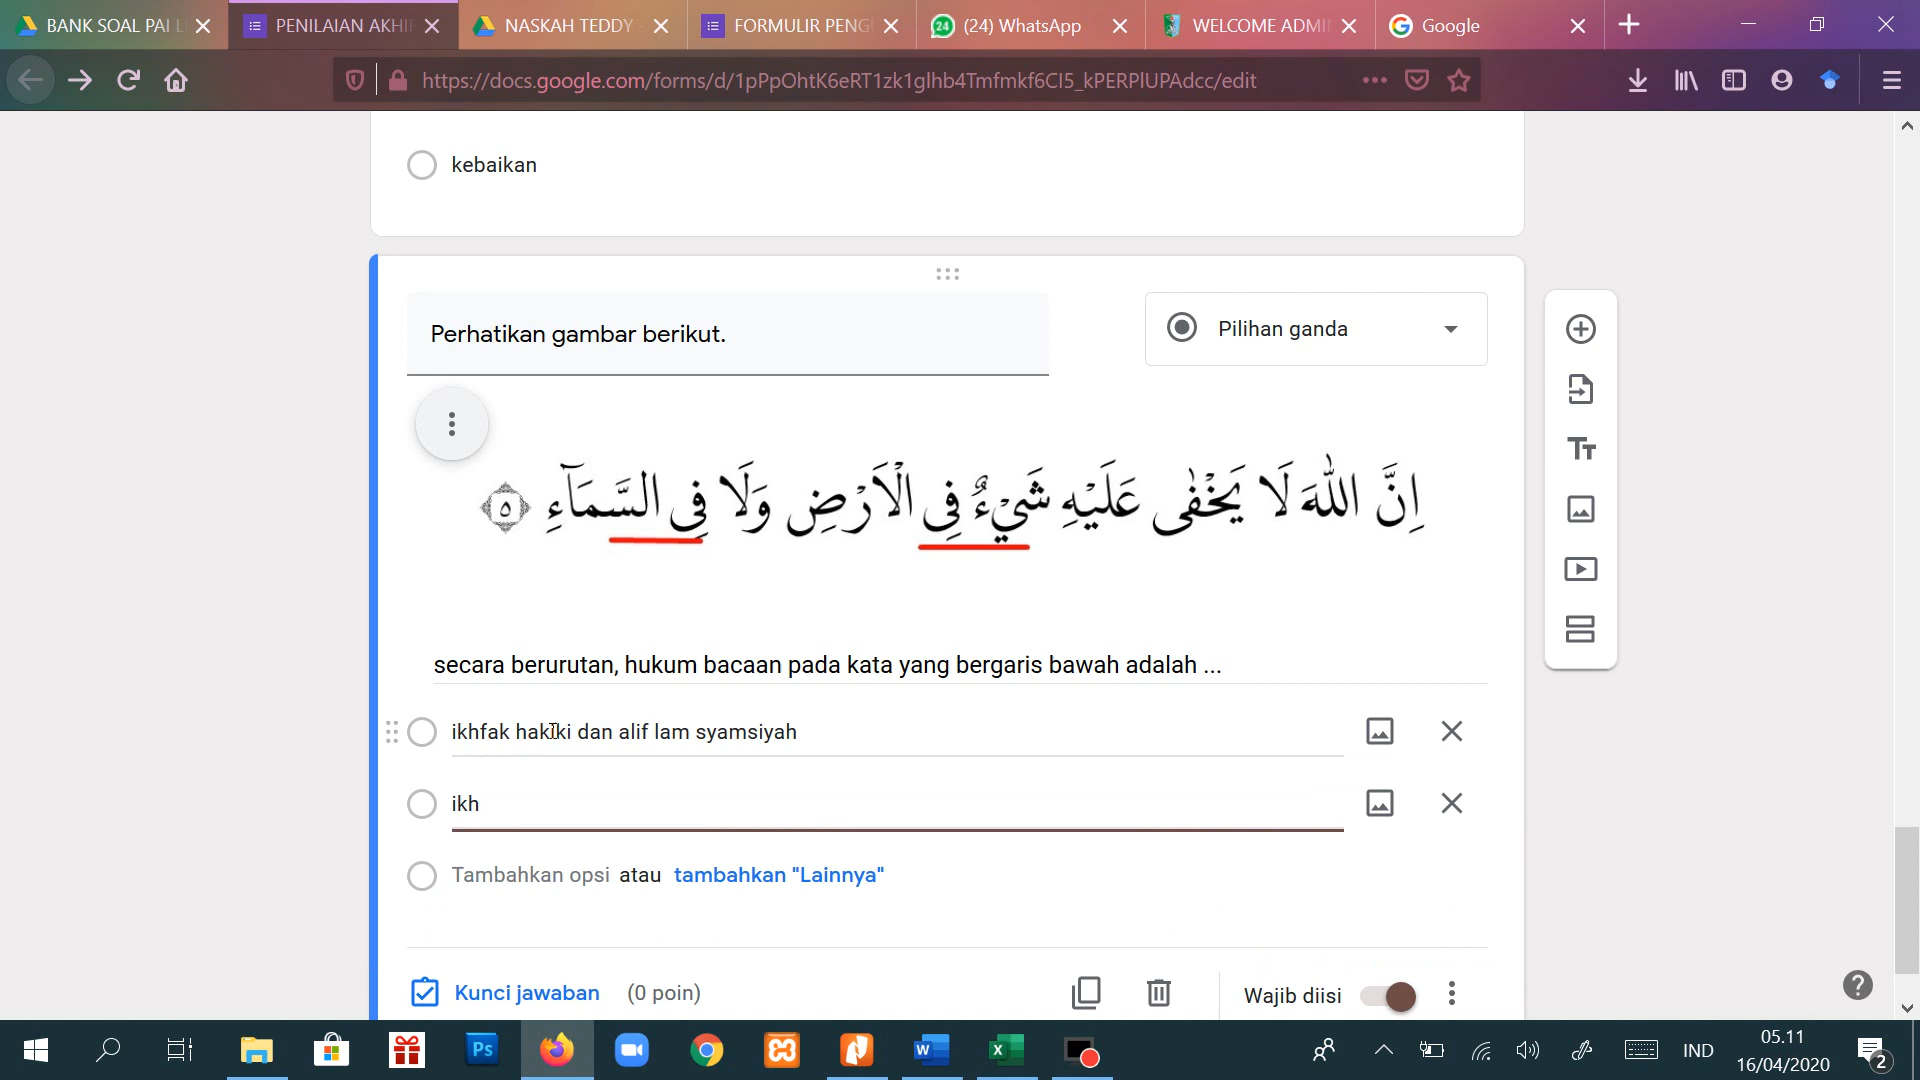 BANK SOAL PAI L
PENILAIAN AKHI
NASKAH TEDDY
FORMULIR PENG
(24) WhatsApp
WELCOME ADMI
Google
https://docs.google.com/forms/d/1pPpOhtK6eRT1zk1glhb4Tmfmkf6CI5_kPERPlUPAdcc/edit
kebaikan
Perhatikan gambar berikut.
Pilihan ganda
اِنَّ اللّٰهَ لَا يَخْفٰى عَلَيْهِ شَيْءٌ فِى الْاَرْضِ وَلَا فِى السَّمَاۤءِ ۝٥
secara berurutan, hukum bacaan pada kata yang bergaris bawah adalah ...
ikhfak hakiki dan alif lam syamsiyah
ikh
Tambahkan opsi atau tambahkan "Lainnya"
Kunci jawaban (0 poin)
Wajib diisi
IND
05.11
16/04/2020
2